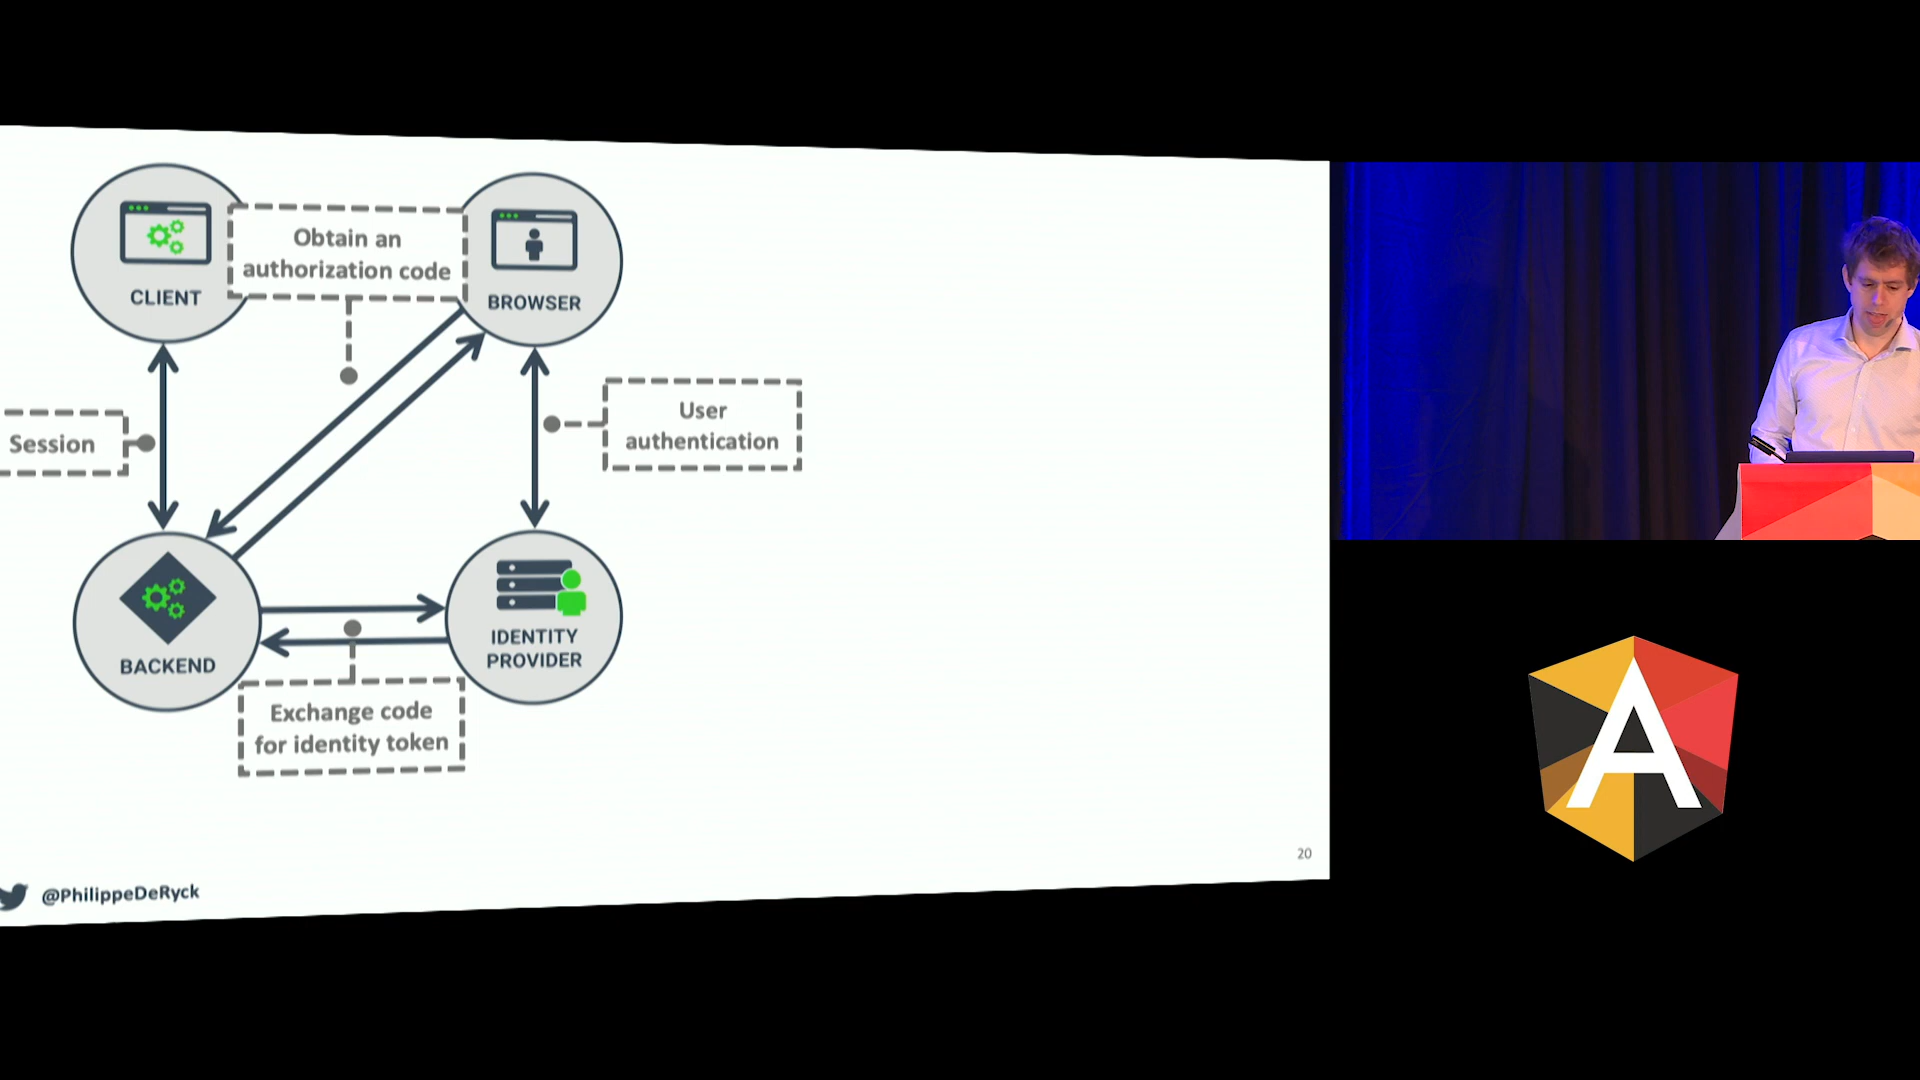 Obtain an
authorization code
CLIENT
BROWSER
User
authentication
Session
BACKEND
IDENTITY
PROVIDER
Exchange code
for identity token
20
@PhilippeDeRyck
A